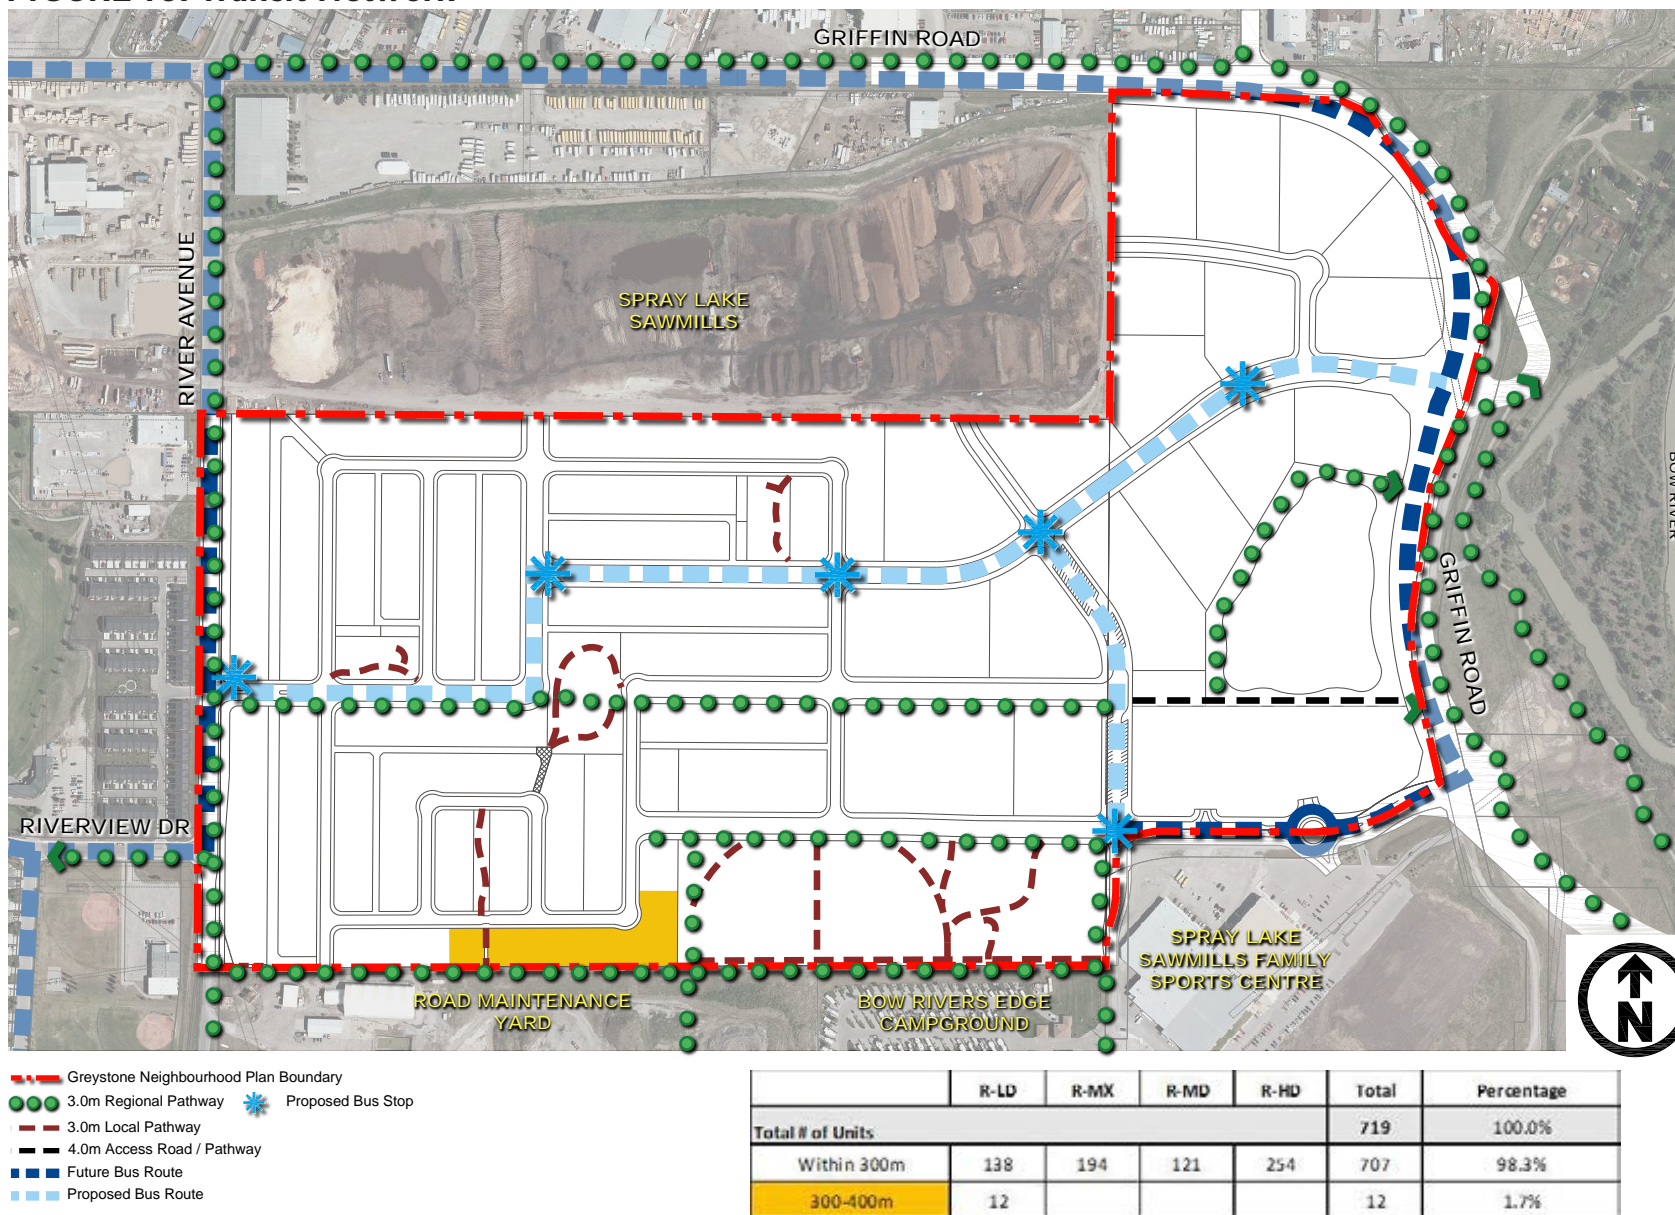 GRIFFIN ROAD
RIVER AVENUE
SPRAY LAKE
SAWMILLS
BOW RIVER
GRIFFIN ROAD
RIVERVIEW DR
SPRAY LAKE
SAWMILLS FAMILY
SPORTS CENTRE
ROAD MAINTENANCE
YARD
BOW RIVERS EDGE
CAMPGROUND
N
Greystone Neighbourhood Plan Boundary
3.0m Regional Pathway
Proposed Bus Stop
3.0m Local Pathway
4.0m Access Road / Pathway
Future Bus Route
Proposed Bus Route
R-LD R-MX R-MD R-HD Total Percentage
Total # of Units 719 100.0%
Within 300m 138 194 121 254 707 98.3%
300-400m 12 12 1.7%